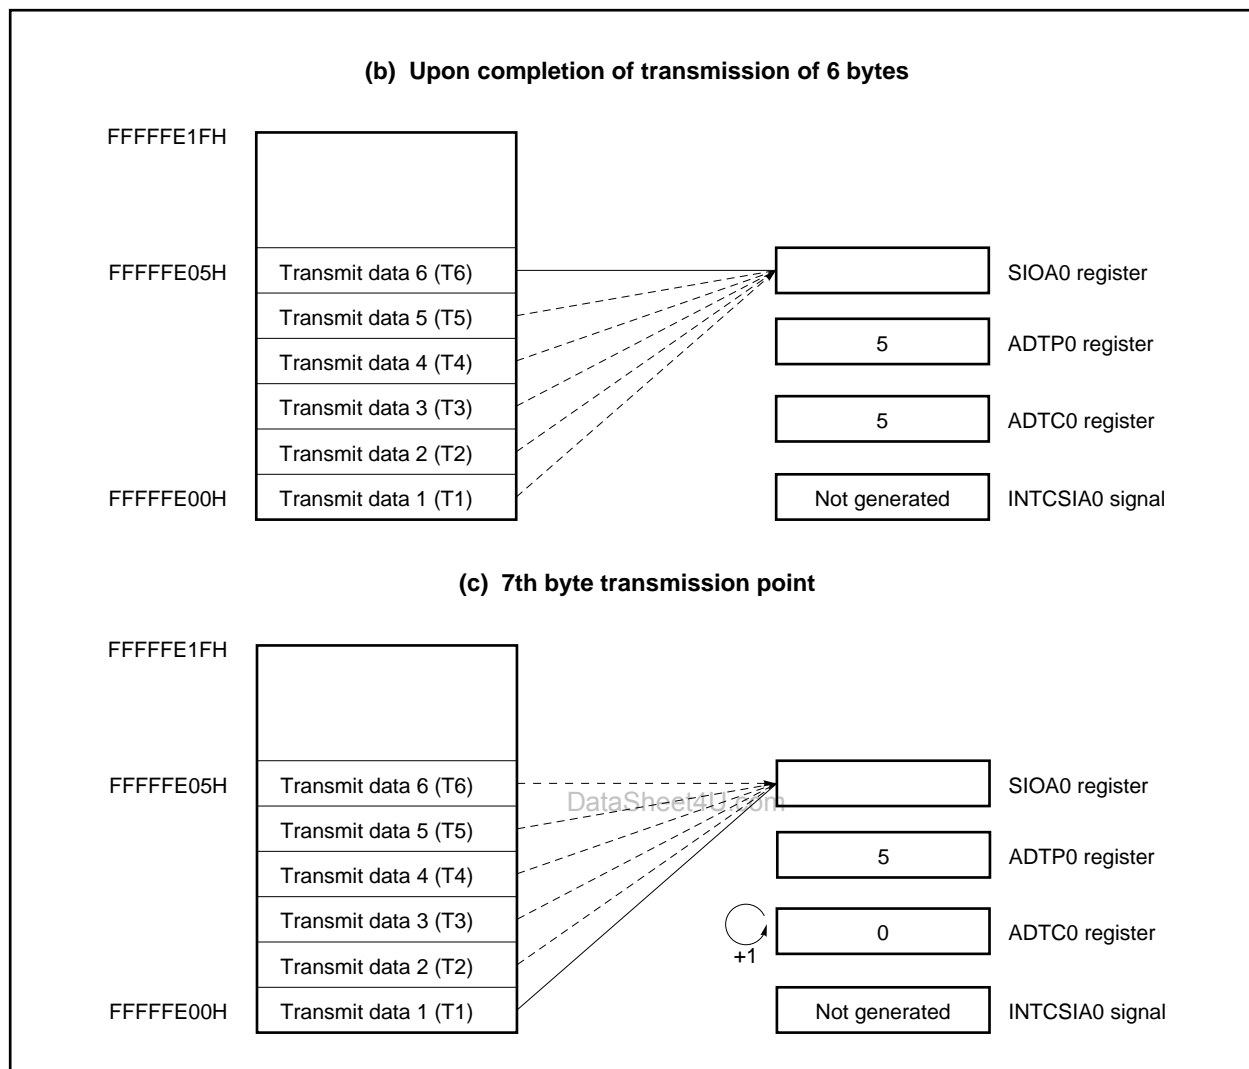 (b) Upon completion of transmission of 6 bytes
FFFFFE1FH
FFFFFE05H
Transmit data 6 (T6)
SIOA0 register
Transmit data 5 (T5)
5
ADTP0 register
Transmit data 4 (T4)
Transmit data 3 (T3)
5
ADTC0 register
Transmit data 2 (T2)
FFFFFE00H
Transmit data 1 (T1)
Not generated
INTCSIA0 signal
(c) 7th byte transmission point
FFFFFE1FH
FFFFFE05H
Transmit data 6 (T6)
SIOA0 register
DataSheet4U.com
Transmit data 5 (T5)
5
ADTP0 register
Transmit data 4 (T4)
Transmit data 3 (T3)
0
ADTC0 register
+1
Transmit data 2 (T2)
FFFFFE00H
Transmit data 1 (T1)
Not generated
INTCSIA0 signal